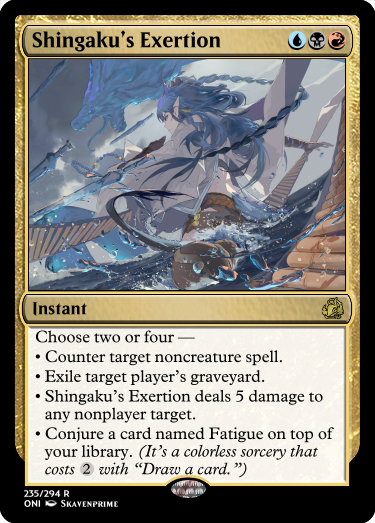 Shingaku's Exertion
Instant
Choose two or four —
• Counter target noncreature spell.
• Exile target player's graveyard.
• Shingaku's Exertion deals 5 damage to
any nonplayer target.
• Conjure a card named Fatigue on top of
your library. (It's a colorless sorcery that
costs 2 with “Draw a card.”)
235/294 R
ONI SKAVENPRIME